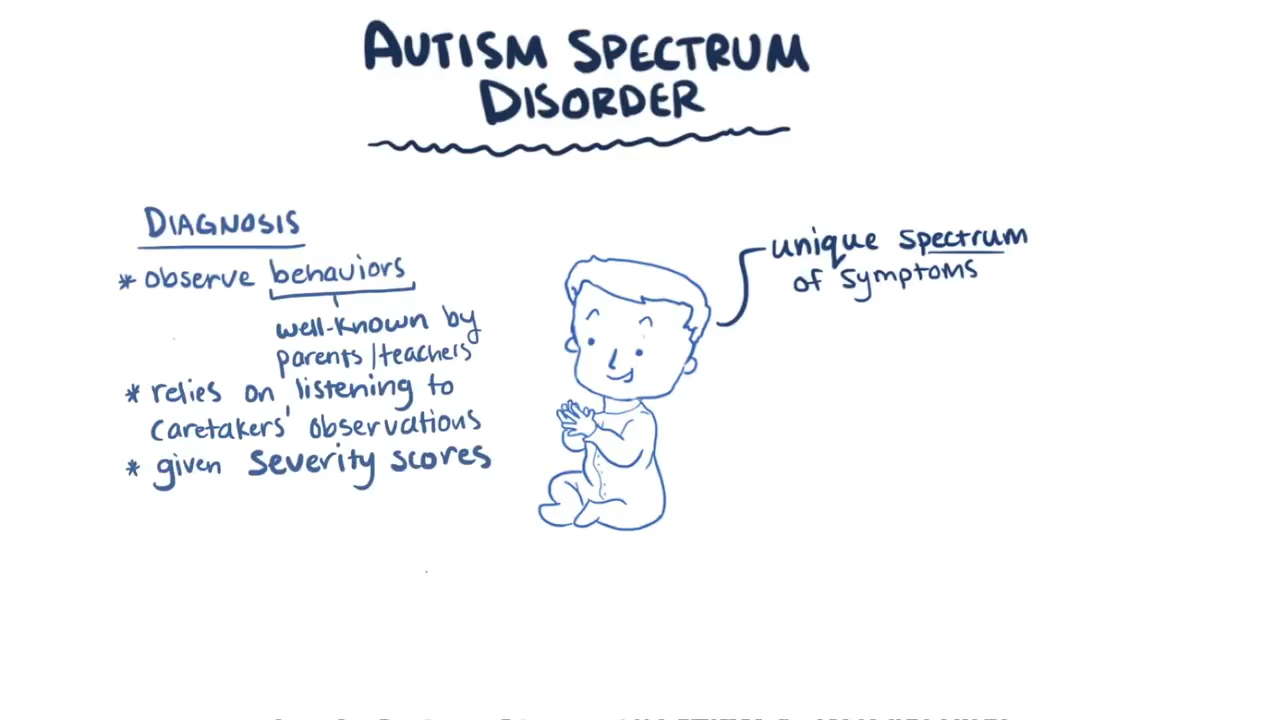 AUTISM SPECTRUM
DISORDER
DIAGNOSIS
* observe behaviors
well-known by
parents/teachers
* relies on listening to
caretakers' observations
* given severity scores
unique spectrum
of symptoms